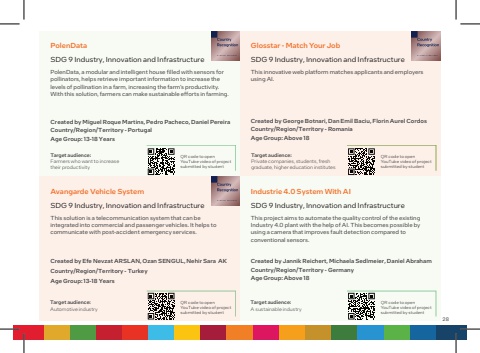 PolenData
Country
Recognition
SDG 9 Industry, Innovation and Infrastructure
PolenData, a modular and intelligent house filled with sensors for
pollinators, helps retrieve important information to increase the
levels of pollination in a farm, increasing the farm's productivity.
With this solution, farmers can make sustainable efforts in farming.
Created by Miguel Roque Martins, Pedro Pacheco, Daniel Pereira
Country/Region/Territory - Portugal
Age Group: 13-18 Years
Target audience:
Farmers who want to increase
their productivity
QR code to open
YouTube video of project
submitted by student
Glosstar - Match Your Job
Country
Recognition
SDG 9 Industry, Innovation and Infrastructure
This innovative web platform matches applicants and employers
using AI.
Created by George Botnari, Dan Emil Baciu, Florin Aurel Cordos
Country/Region/Territory - Romania
Age Group: Above 18
Target audience:
Private companies, students, fresh
graduate, higher education institutes
QR code to open
YouTube video of project
submitted by student
Avangarde Vehicle System
Country
Recognition
SDG 9 Industry, Innovation and Infrastructure
This solution is a telecommunication system that can be
integrated into commercial and passenger vehicles. It helps to
communicate with post-accident emergency services.
Created by Efe Nevzat ARSLAN, Ozan SENGUL, Nehir Sara AK
Country/Region/Territory - Turkey
Age Group: 13-18 Years
Target audience:
Automotive industry
QR code to open
YouTube video of project
submitted by student
Industrie 4.0 System With AI
SDG 9 Industry, Innovation and Infrastructure
This project aims to automate the quality control of the existing
Industry 4.0 plant with the help of AI. This becomes possible by
using a camera that improves fault detection compared to
conventional sensors.
Created by Jannik Reichert, Michaela Sedlmeier, Daniel Abraham
Country/Region/Territory - Germany
Age Group: Above 18
Target audience:
A sustainable industry
QR code to open
YouTube video of project
submitted by student
28